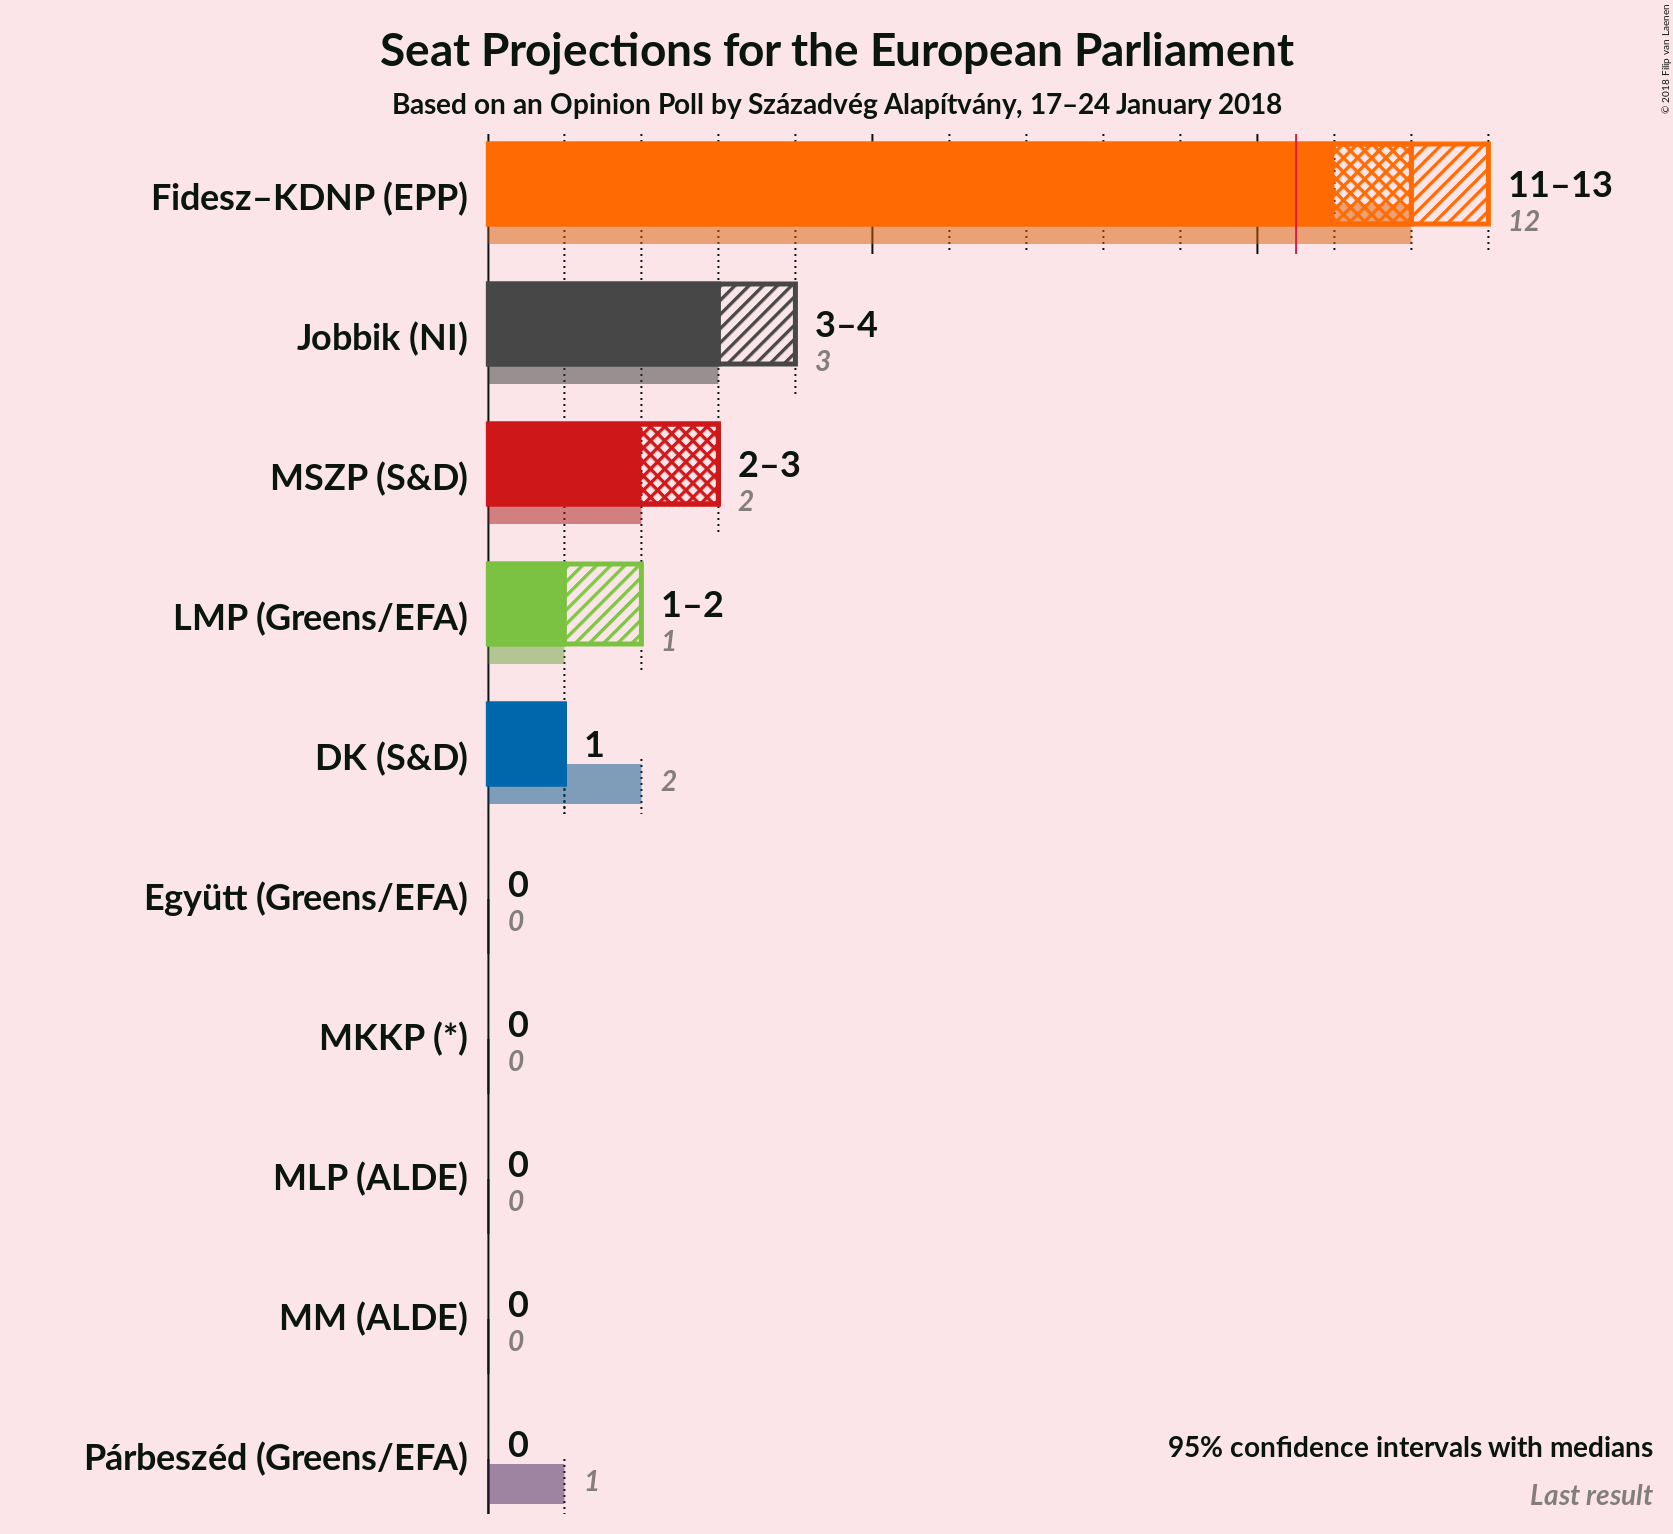 Seat Projections for the European Parliament
Based on an Opinion Poll by Századvég Alapítvány, 17–24 January 2018
© 2018 Filip van Laenen
Fidesz–KDNP (EPP)
11–13
12
Jobbik (NI)
3–4
3
MSZP (S&D)
2–3
2
LMP (Greens/EFA)
1–2
1
DK (S&D)
1
2
Együtt (Greens/EFA)
0
0
MKKP (*)
0
0
MLP (ALDE)
0
0
MM (ALDE)
0
0
Párbeszéd (Greens/EFA)
0
1
95% confidence intervals with medians
Last result